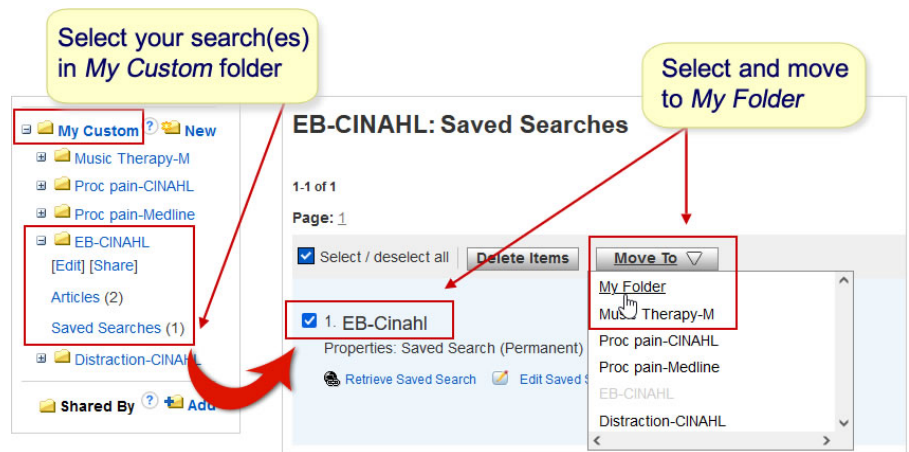 Select your search(es)
in My Custom folder
Select and move
to My Folder
My Custom ? New
Music Therapy-M
Proc pain-CINAHL
Proc pain-Medline
EB-CINAHL
[Edit] [Share]
Articles (2)
Saved Searches (1)
Distraction-CINAHL
Shared By ? Add
EB-CINAHL: Saved Searches
1-1 of 1
Page: 1
Select / deselect all
Delete Items
Move To
1. EB-Cinahl
Properties: Saved Search (Permanent)
Retrieve Saved Search
Edit Saved
My Folder
Music Therapy-M
Proc pain-CINAHL
Proc pain-Medline
EB-CINAHL
Distraction-CINAHL